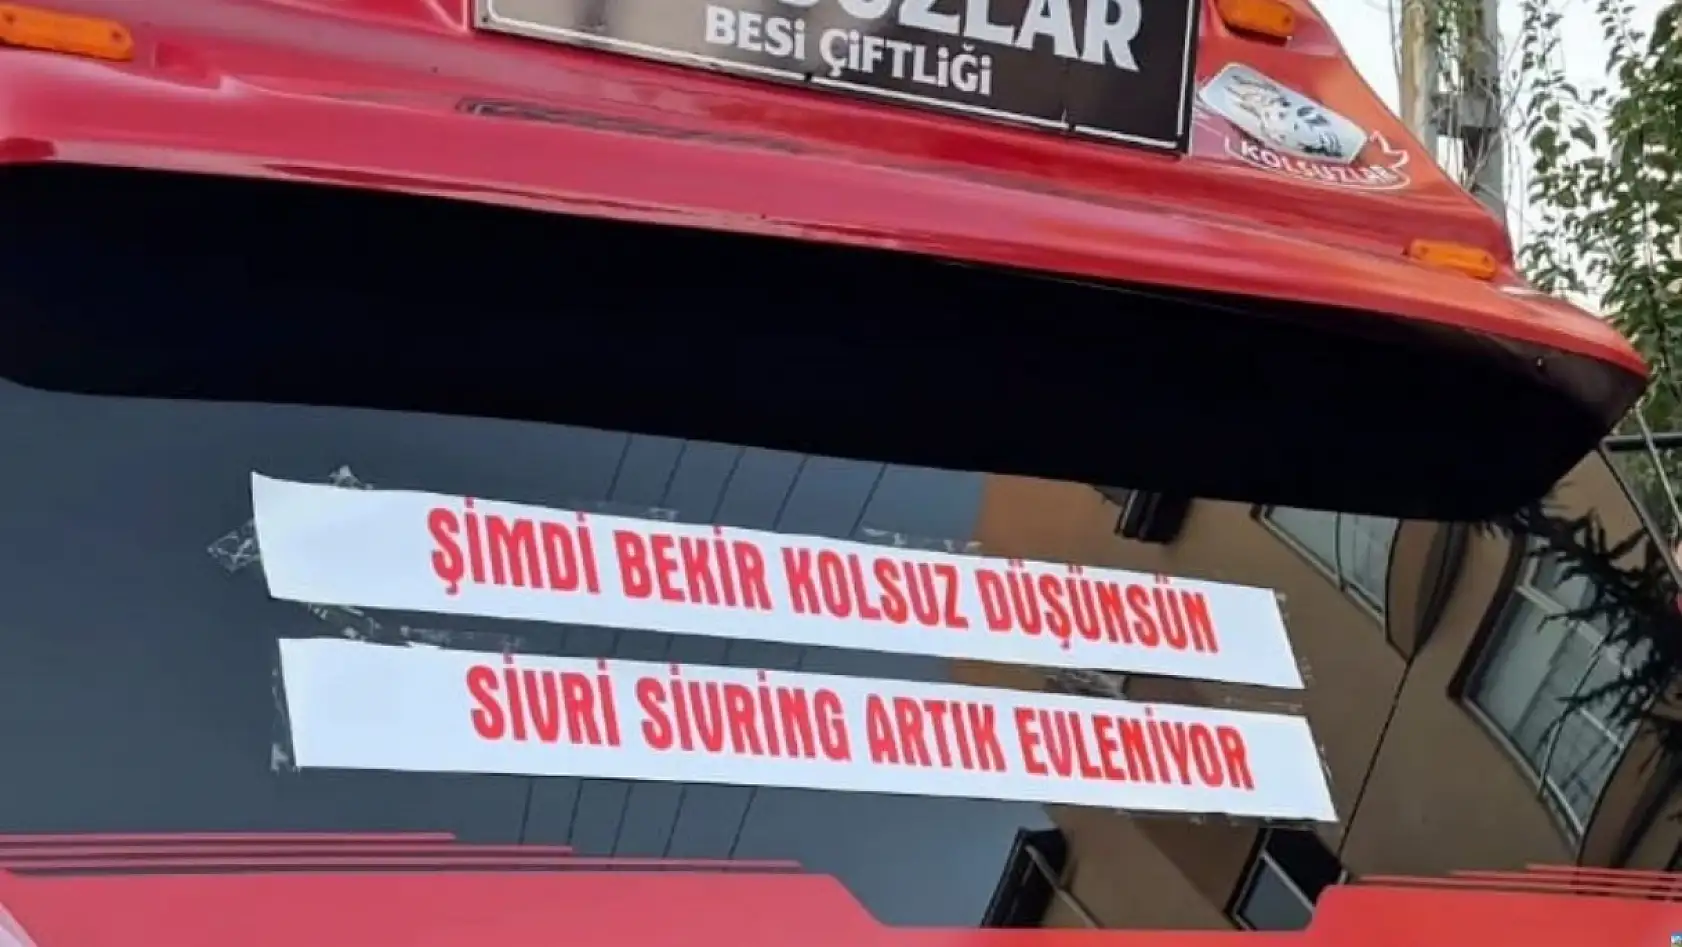 BESİ ÇİFTLİĞİ
KOLSUZLAR
ŞİMDİ BEKİR KOLSUZ DÜŞÜNSÜN
SİVRİ SİVRİNG ARTIK EVLENİYOR